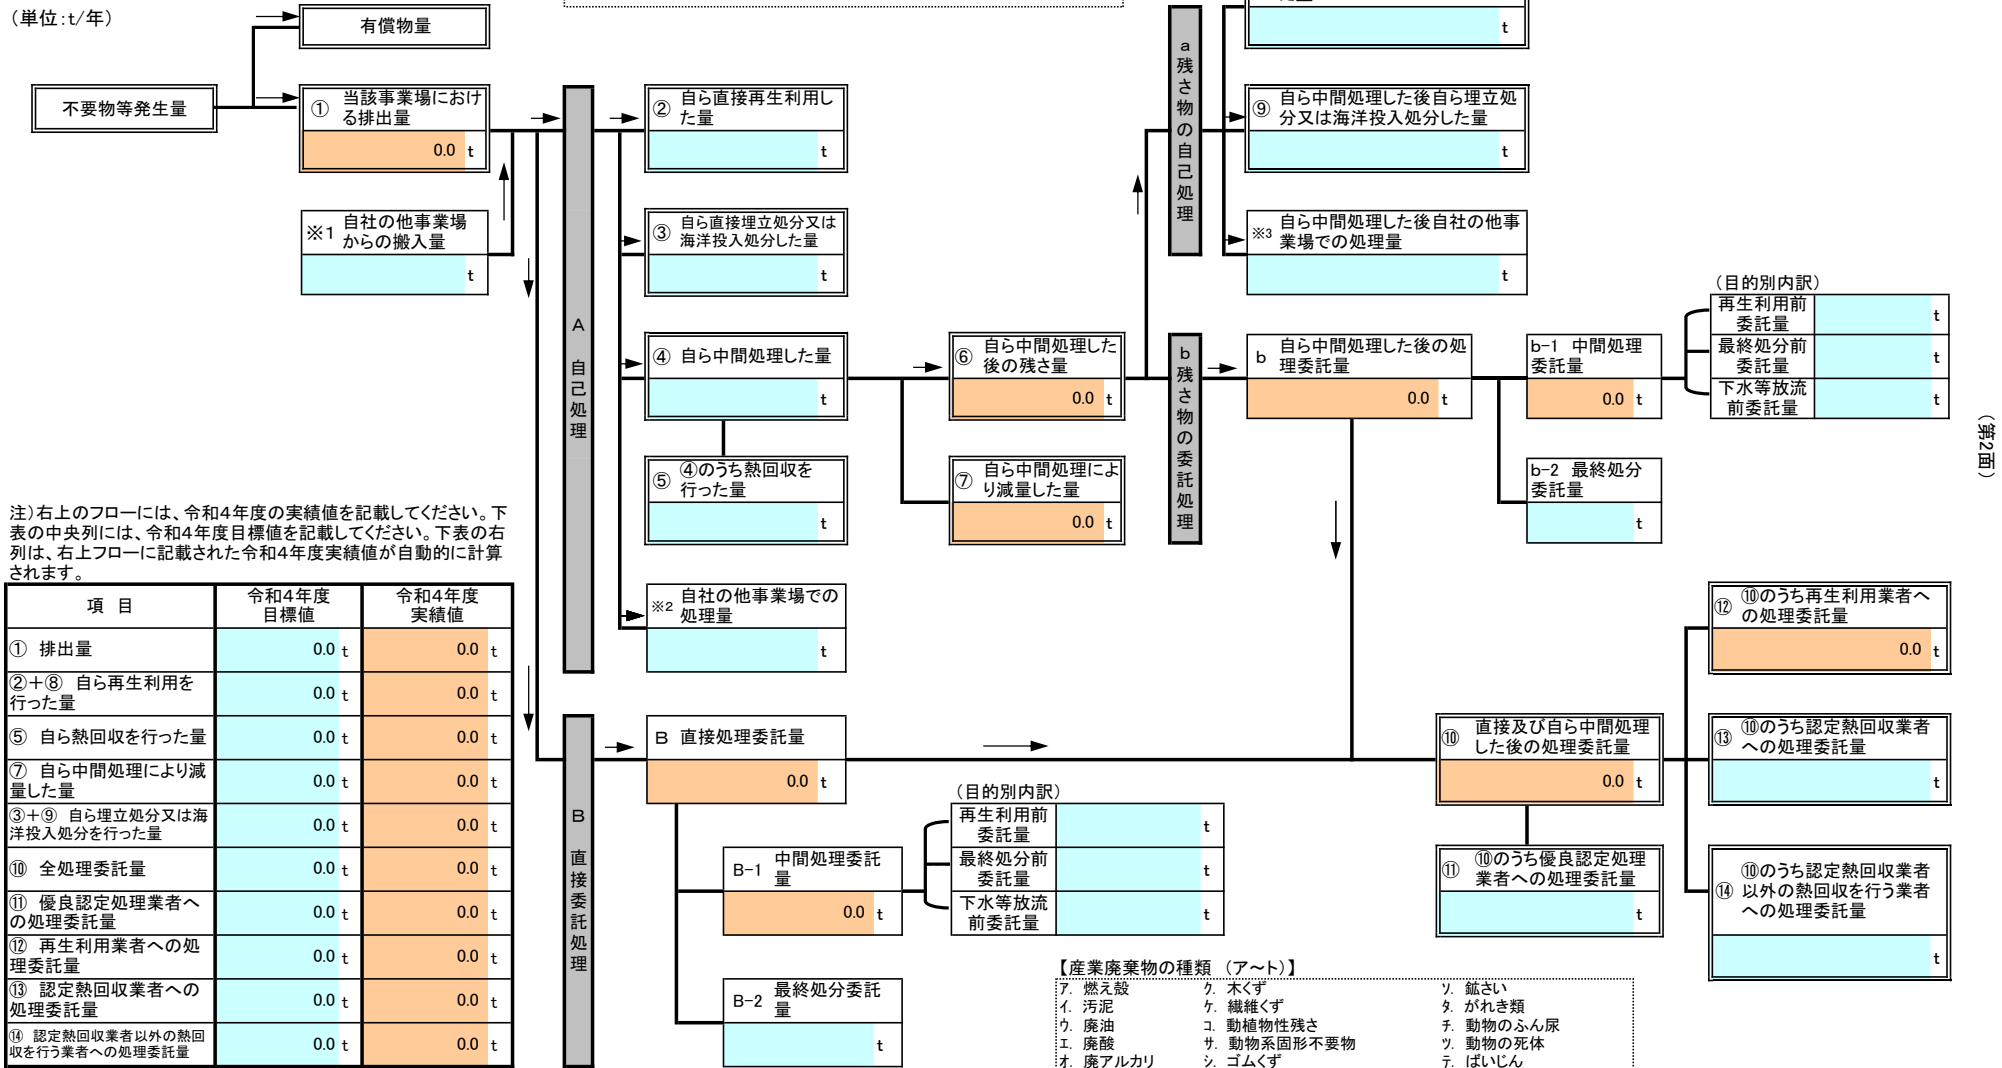 （単位：t/年）
有償物量
不要物等発生量
① 当該事業場におけ
る排出量
0.0 t
※1 自社の他事業場
からの搬入量
t
A 自己処理
② 自ら直接再生利用し
た量
t
③ 自ら直接埋立処分又は
海洋投入処分した量
t
④ 自ら中間処理した量
t
⑤ ④のうち熱回収を
行った量
t
※2 自社の他事業場での
処理量
t
⑥ 自ら中間処理した
後の残さ量
0.0 t
⑦ 自ら中間処理によ
り減量した量
0.0 t
a 残さ物の自己処理
t
⑨ 自ら中間処理した後自ら埋立処
分又は海洋投入処分した量
t
※3 自ら中間処理した後自社の他事
業場での処理量
t
b 残さ物の委託処理
b 自ら中間処理した後の処
理委託量
0.0 t
b-1 中間処理
委託量
0.0 t
b-2 最終処分
委託量
t
（目的別内訳）
再生利用前
委託量
t
最終処分前
委託量
t
下水等放流
前委託量
t
（第2面）
注）右上のフローには、令和4年度の実績値を記載してください。下
表の中央列には、令和4年度目標値を記載してください。下表の右
列は、右上フローに記載された令和4年度実績値が自動的に計算
されます。
項 目 令和4年度 令和4年度
目標値 実績値
① 排出量 0.0 t 0.0 t
②＋⑧ 自ら再生利用を
行った量 0.0 t 0.0 t
⑤ 自ら熱回収を行った量 0.0 t 0.0 t
⑦ 自ら中間処理により減
量した量 0.0 t 0.0 t
③＋⑨ 自ら埋立処分又は海
洋投入処分を行った量 0.0 t 0.0 t
⑩ 全処理委託量 0.0 t 0.0 t
⑪ 優良認定処理業者へ
の処理委託量 0.0 t 0.0 t
⑫ 再生利用業者への処
理委託量 0.0 t 0.0 t
⑬ 認定熱回収業者への
処理委託量 0.0 t 0.0 t
⑭ 認定熱回収業者以外の熱回
収を行う業者への処理委託量 0.0 t 0.0 t
B 直接委託処理
B 直接処理委託量
0.0 t
B-1 中間処理委託
量
0.0 t
B-2 最終処分委託
量
t
（目的別内訳）
再生利用前
委託量
t
最終処分前
委託量
t
下水等放流
前委託量
t
⑩ 直接及び自ら中間処理
した後の処理委託量
0.0 t
⑪ ⑩のうち優良認定処理
業者への処理委託量
t
⑫ ⑩のうち再生利用業者へ
の処理委託量
0.0 t
⑬ ⑩のうち認定熱回収業者
への処理委託量
t
⑭ ⑩のうち認定熱回収業者
以外の熱回収を行う業者
への処理委託量
t
【産業廃棄物の種類 （ア～ト）】
ア. 燃え殻 ク. 木くず ソ. 鉱さい
イ. 汚泥 ケ. 繊維くず タ. がれき類
ウ. 廃油 コ. 動植物性残さ チ. 動物のふん尿
エ. 廃酸 サ. 動物系固形不要物 ツ. 動物の死体
オ. 廃アルカリ シ. ゴムくず テ. ばいじん